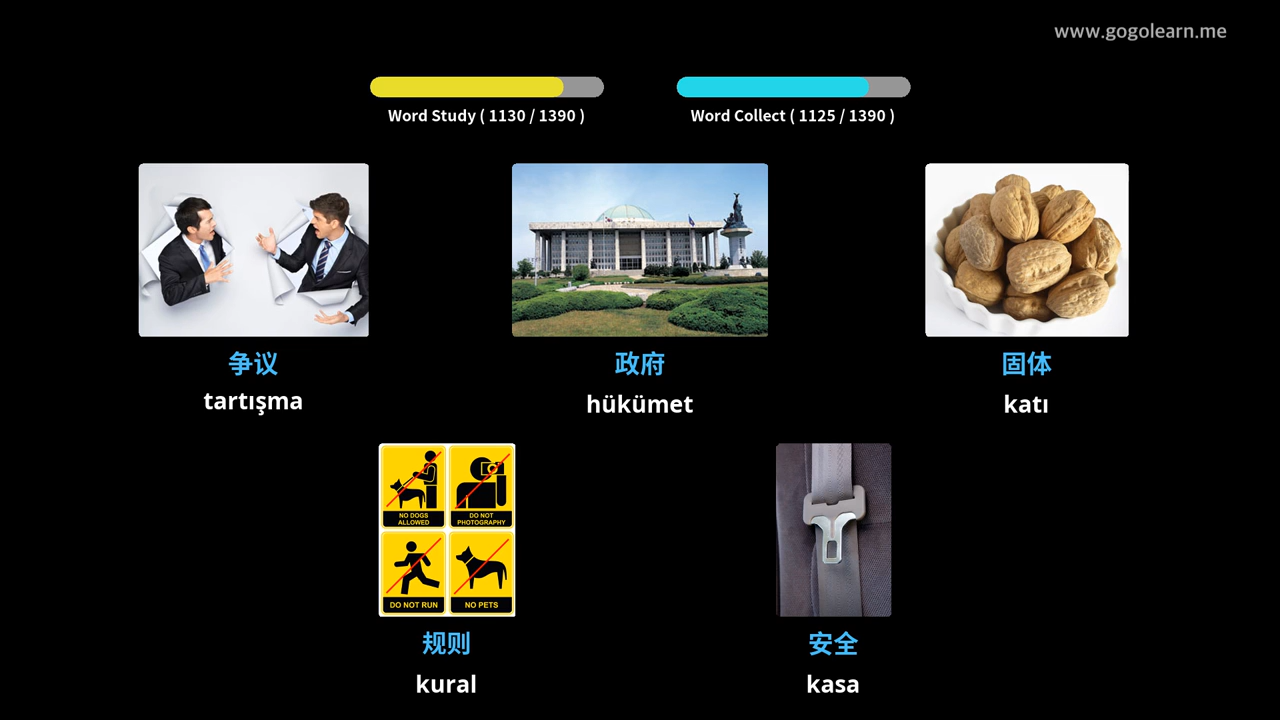 www.gogolearn.me
Word Study ( 1130 / 1390 )
Word Collect ( 1125 / 1390 )
争议
tartışma
政府
hükümet
固体
katı
NO DOGS
ALLOWED
DO NOT
PHOTOGRAPHY
DO NOT RUN
NO PETS
规则
kural
安全
kasa